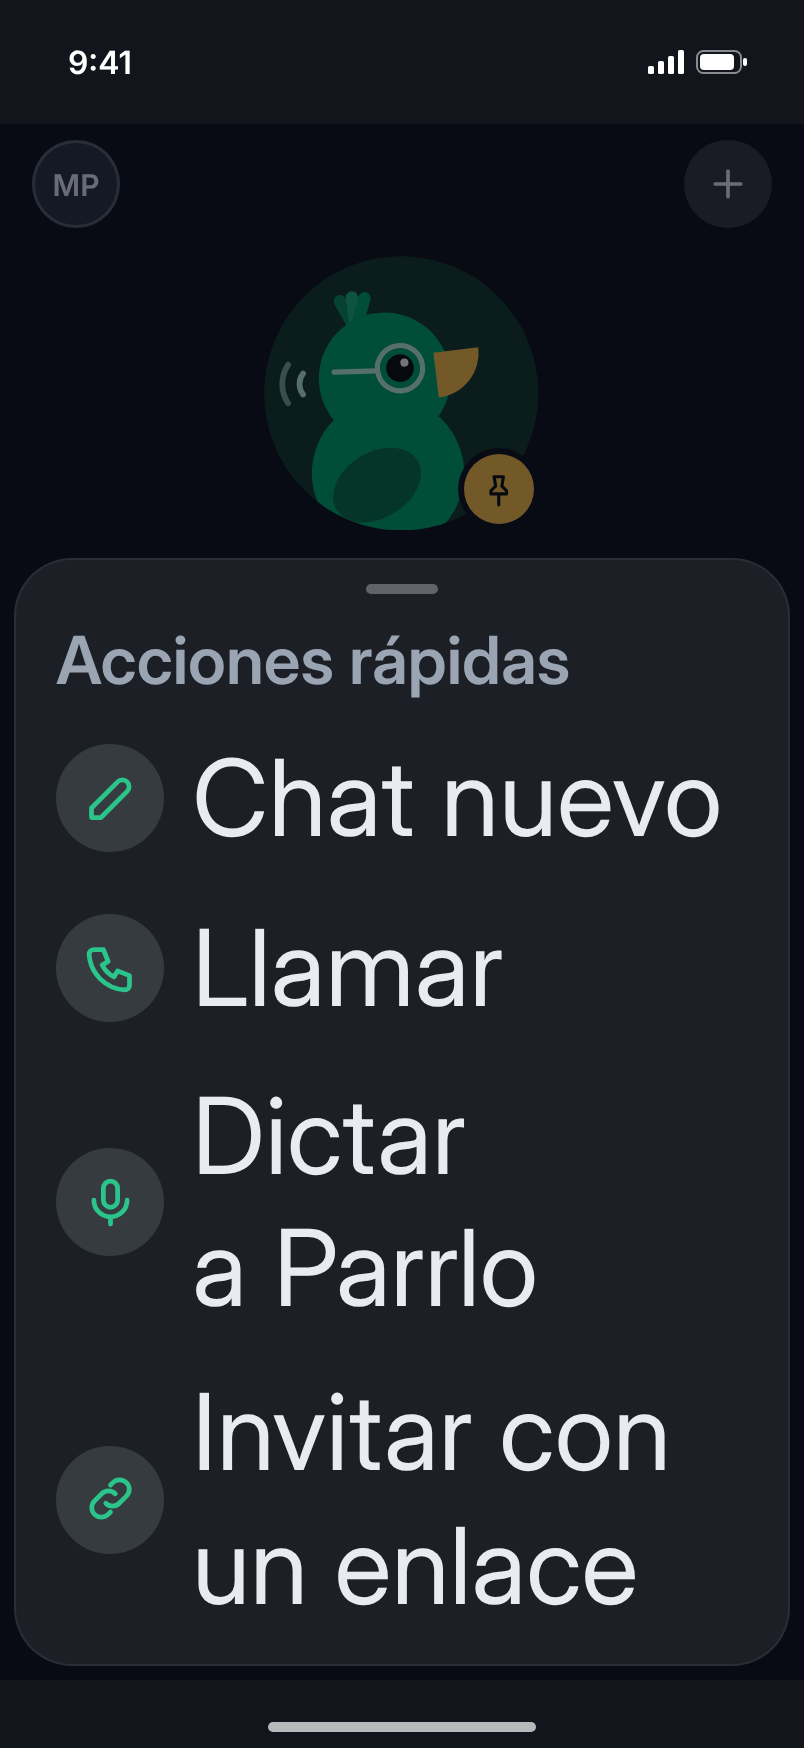 9:41
MP
Acciones rápidas
Chat nuevo
Llamar
Dictar
a Parrlo
Invitar con
un enlace